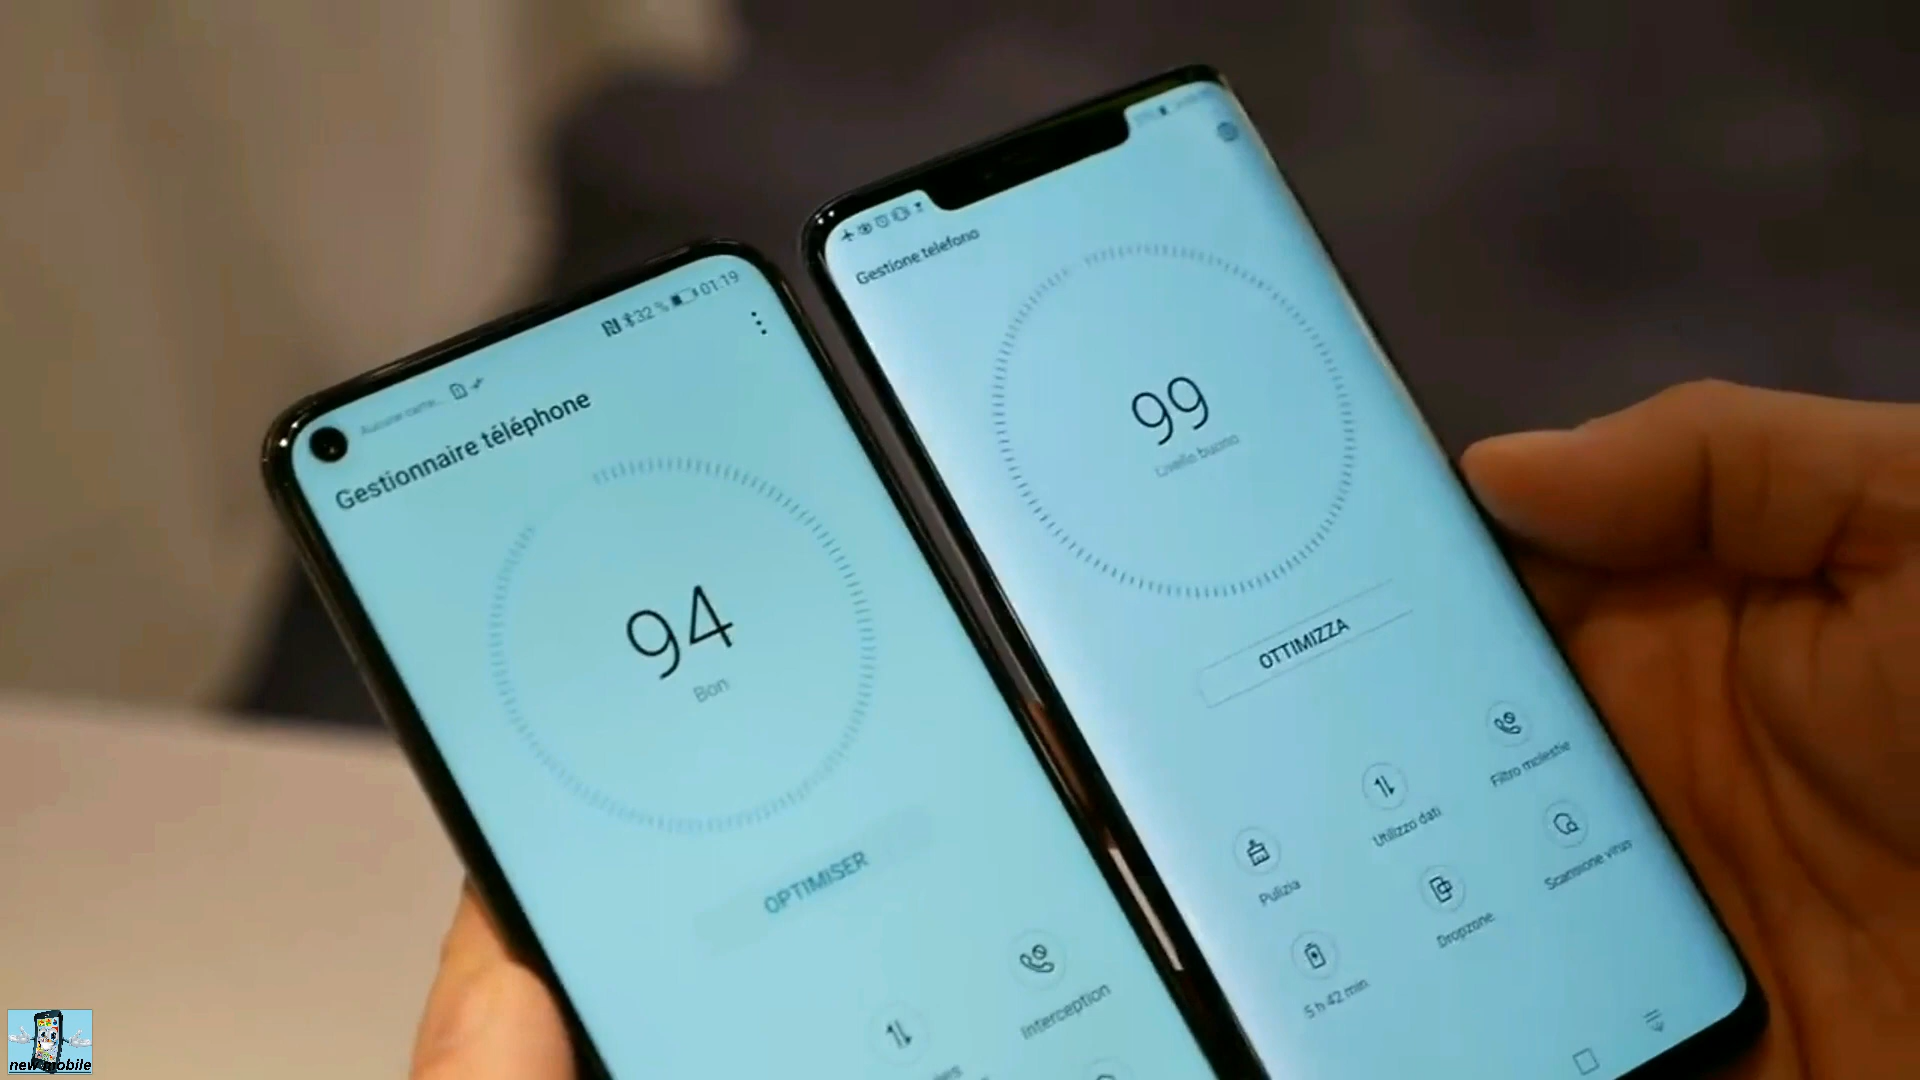 32 % 01:19
Gestionnaire téléphone
94
Bon
OPTIMISER
Interception
Gestione telefono
99
Livello buono
OTTIMIZZA
Pulizia
Utilizzo dati
Filtro molestie
5 h 42 min
Dropzone
Scansione virus
new mobile